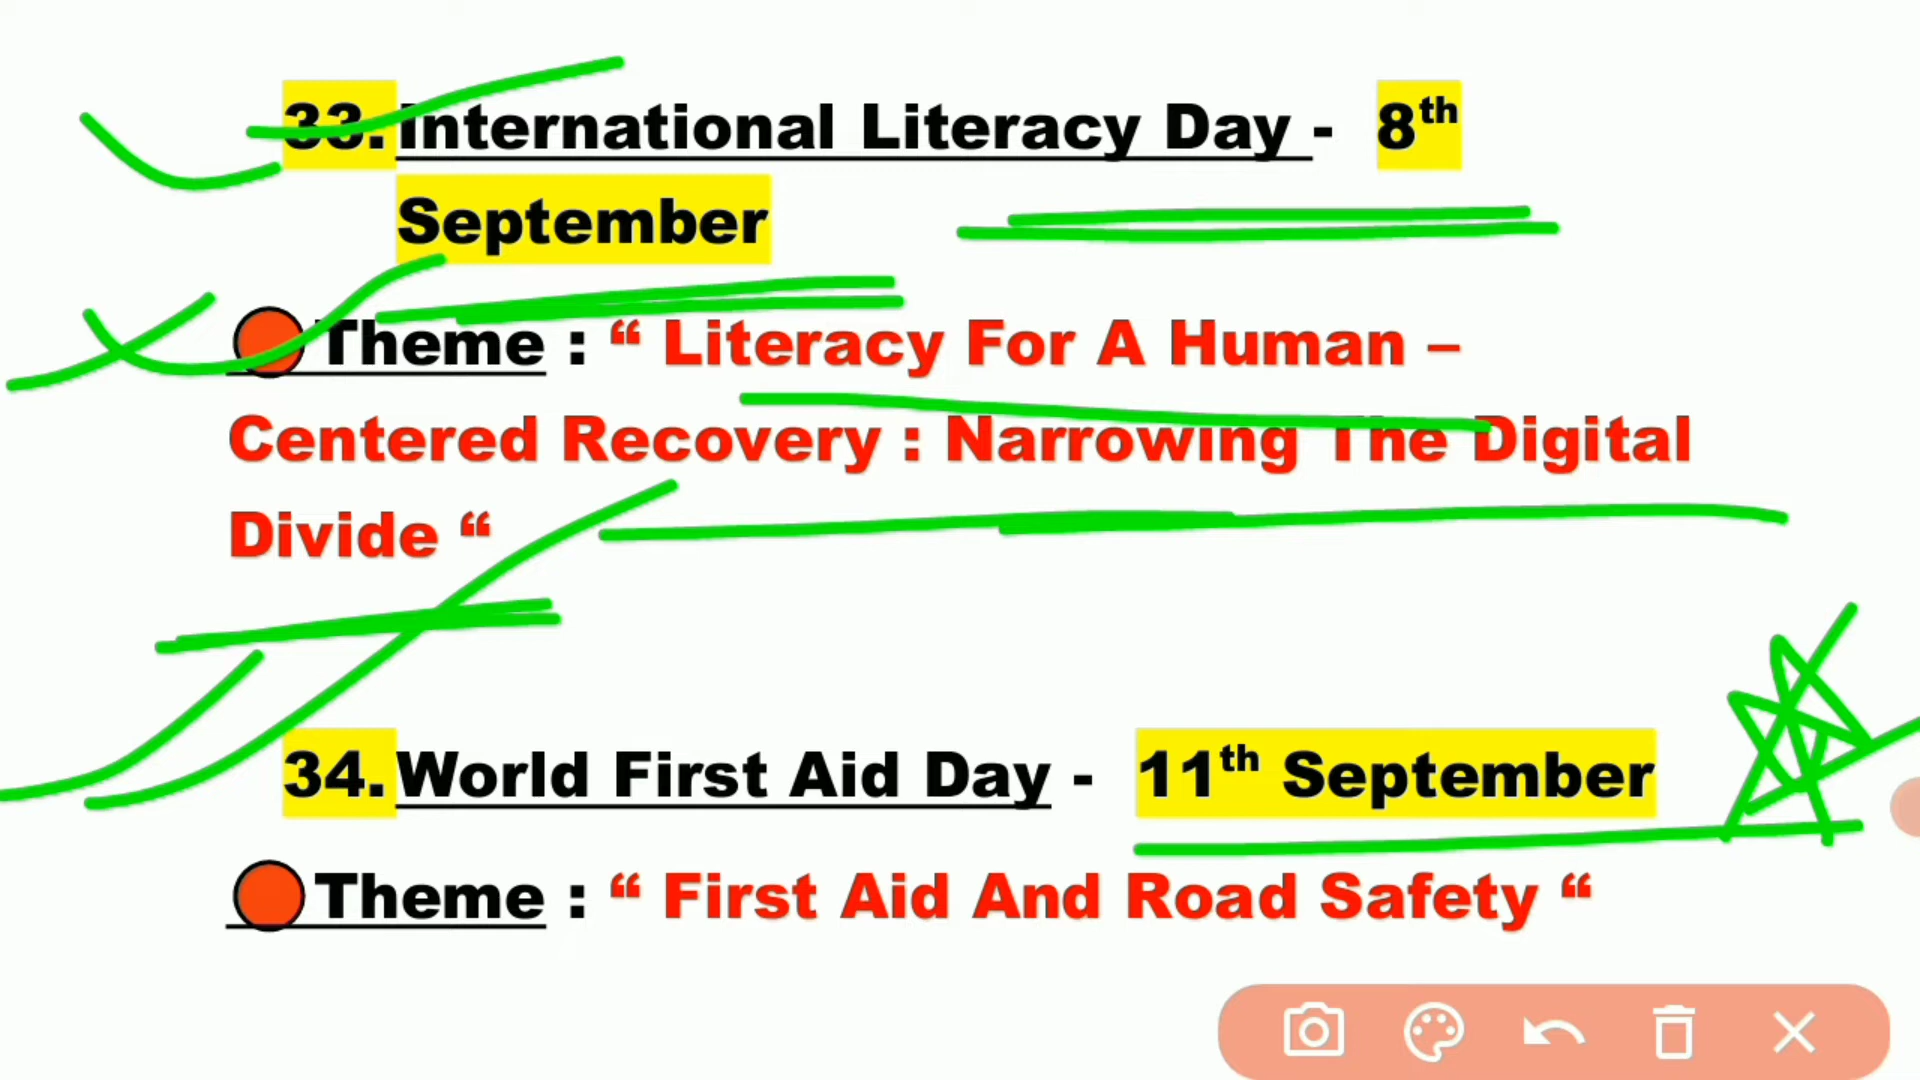 33. International Literacy Day - 8th
September
Theme : “ Literacy For A Human –
Centered Recovery : Narrowing The Digital
Divide “
34. World First Aid Day - 11th September
Theme : “ First Aid And Road Safety “